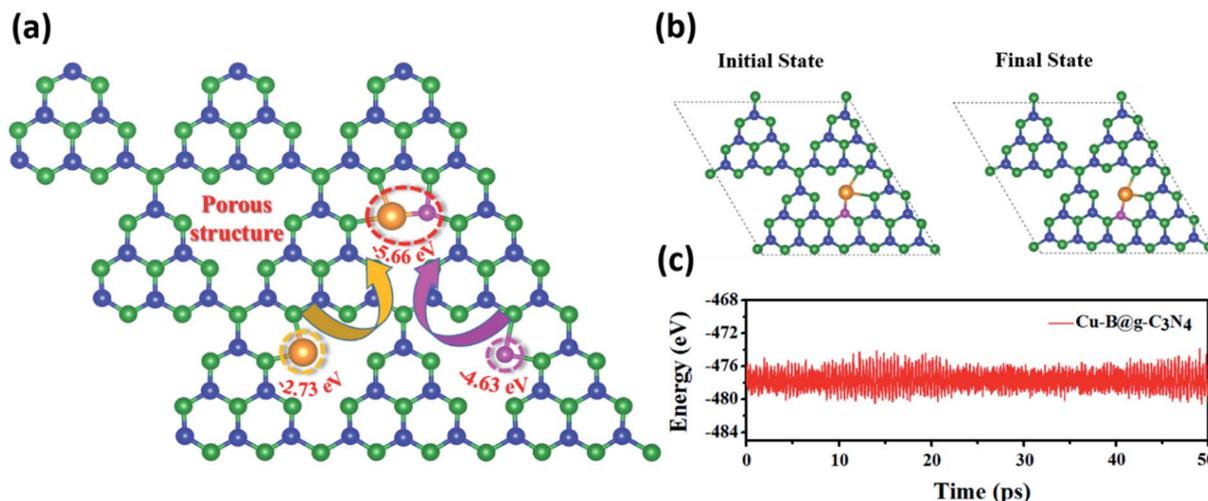 (a)
Porous
structure
-5.66 eV
-2.73 eV
-4.63 eV
(b)
Initial State
Final State
(c)
Energy (eV)
-468
-472
-476
-480
-484
Cu-B@g-C3N4
0
10
20
30
40
50
Time (ps)